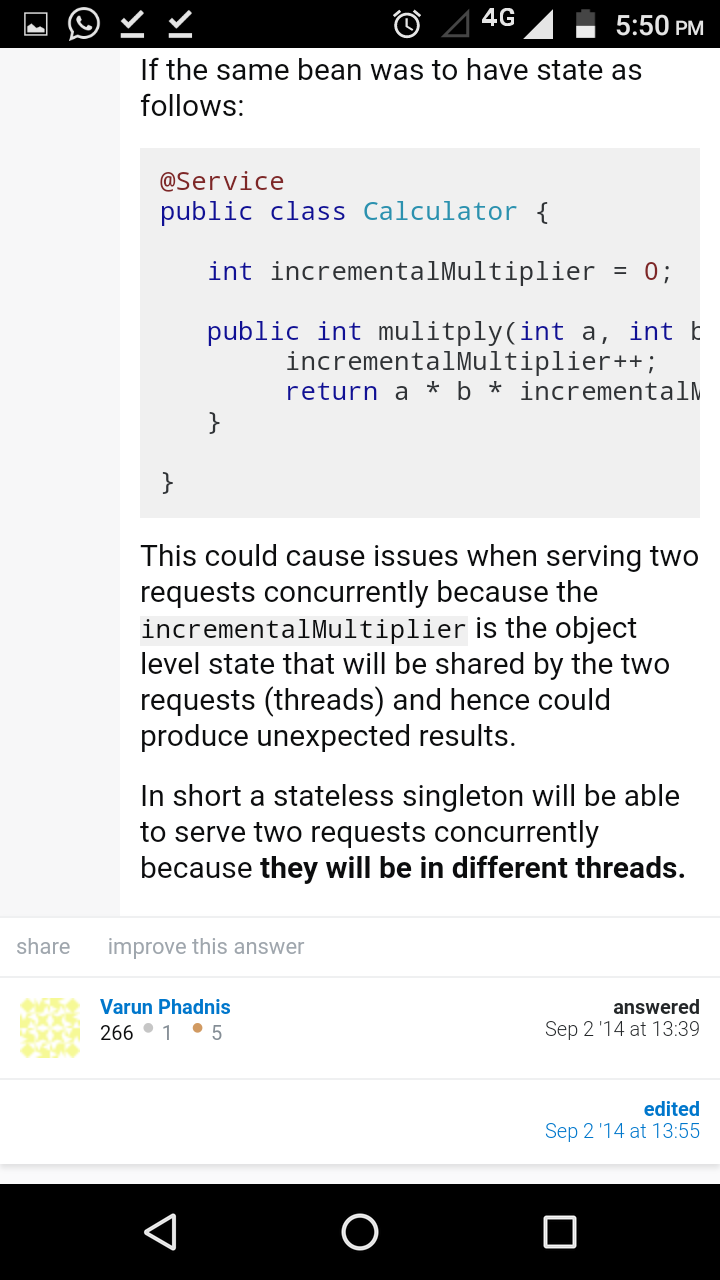 4G 5:50 PM
If the same bean was to have state as
follows:
@Service
public class Calculator {
int incrementalMultiplier = 0;
public int mulitply(int a, int b
incrementalMultiplier++;
return a * b * incrementalM
}
}
This could cause issues when serving two
requests concurrently because the
incrementalMultiplier is the object
level state that will be shared by the two
requests (threads) and hence could
produce unexpected results.
In short a stateless singleton will be able
to serve two requests concurrently
because they will be in different threads.
share improve this answer
Varun Phadnis answered
266 1 5 Sep 2 '14 at 13:39
edited
Sep 2 '14 at 13:55